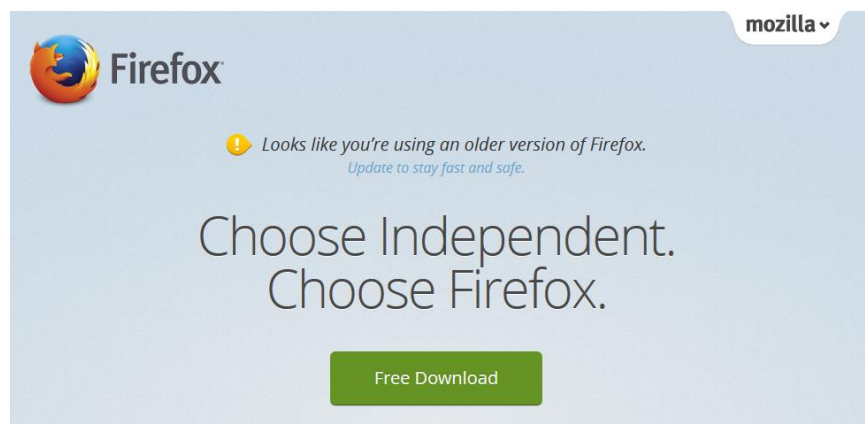 mozilla
Firefox
Looks like you're using an older version of Firefox.
Update to stay fast and safe.
Choose Independent.
Choose Firefox.
Free Download